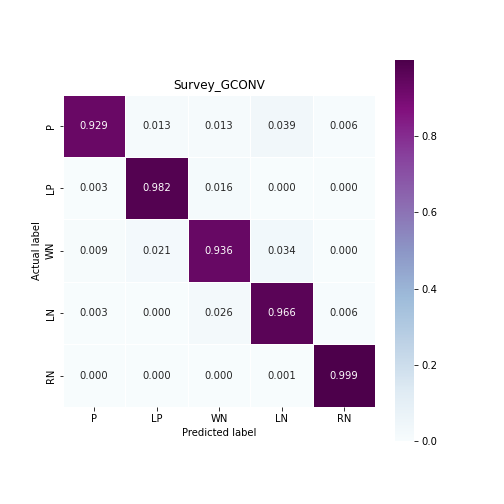 Survey_GCONV
P 0.929 0.013 0.013 0.039 0.006
LP 0.003 0.982 0.016 0.000 0.000
WN 0.009 0.021 0.936 0.034 0.000
LN 0.003 0.000 0.026 0.966 0.006
RN 0.000 0.000 0.000 0.001 0.999
P LP WN LN RN
Actual label
Predicted label
0.8
0.6
0.4
0.2
0.0